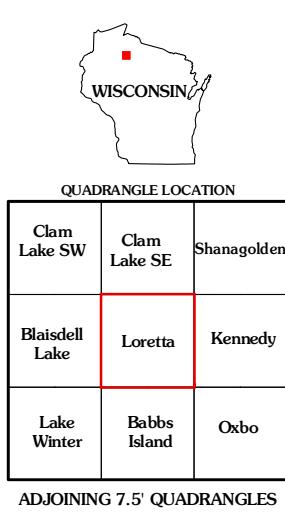 WISCONSIN
QUADRANGLE LOCATION
Clam
Lake SW
Clam
Lake SE
Shanagolden
Blaisdell
Lake
Loretta
Kennedy
Lake
Winter
Babbs
Island
Oxbo
ADJOINING 7.5' QUADRANGLES